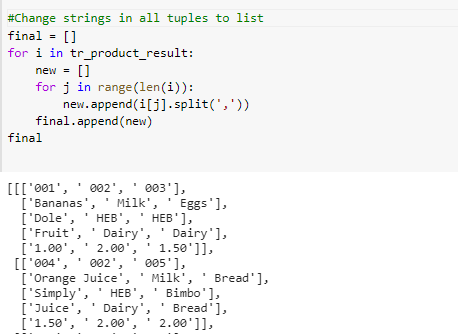 #Change strings in all tuples to list
final = []
for i in tr_product_result:
    new = []
    for j in range(len(i)):
        new.append(i[j].split(','))
    final.append(new)
final
[[['001', ' 002', ' 003'],
  ['Bananas', ' Milk', ' Eggs'],
  ['Dole', ' HEB', ' HEB'],
  ['Fruit', ' Dairy', ' Dairy'],
  ['1.00', ' 2.00', ' 1.50']],
 [['004', ' 002', ' 005'],
  ['Orange Juice', ' Milk', ' Bread'],
  ['Simply', ' HEB', ' Bimbo'],
  ['Juice', ' Dairy', ' Bread'],
  ['1.50', ' 2.00', ' 2.00']],